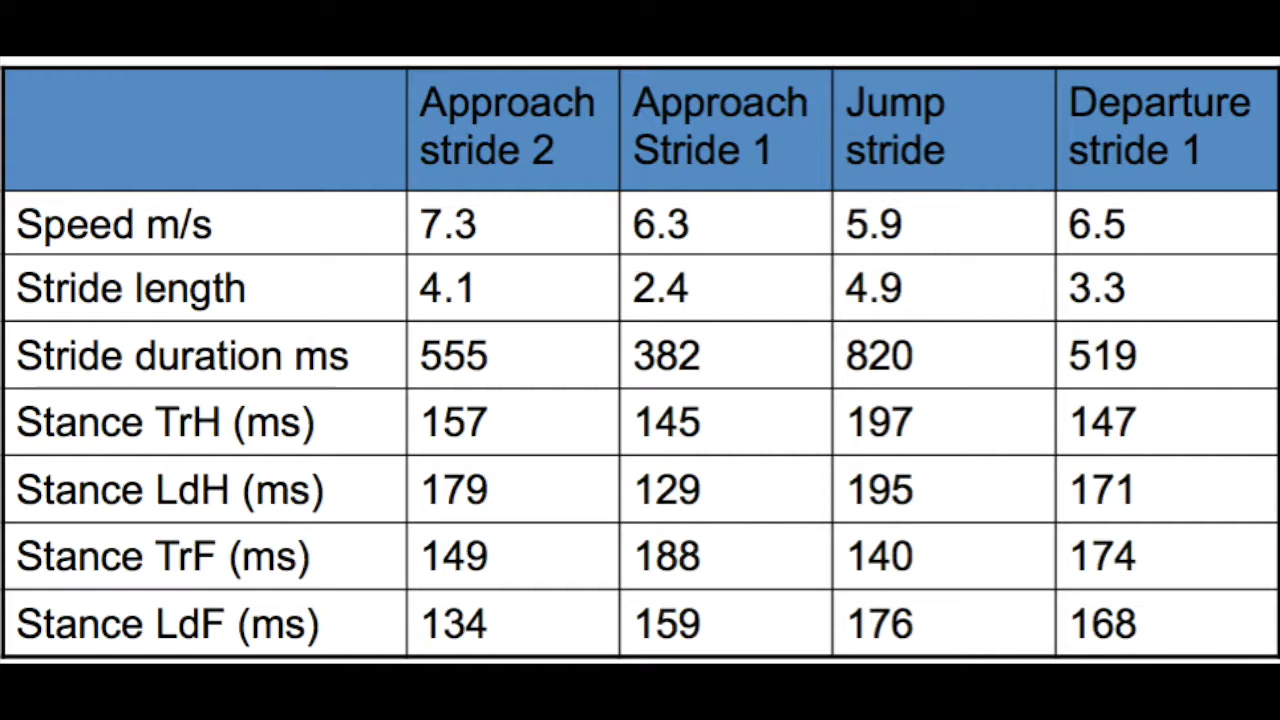 Approach stride 2 Approach Stride 1 Jump stride Departure stride 1
Speed m/s 7.3 6.3 5.9 6.5
Stride length 4.1 2.4 4.9 3.3
Stride duration ms 555 382 820 519
Stance TrH (ms) 157 145 197 147
Stance LdH (ms) 179 129 195 171
Stance TrF (ms) 149 188 140 174
Stance LdF (ms) 134 159 176 168